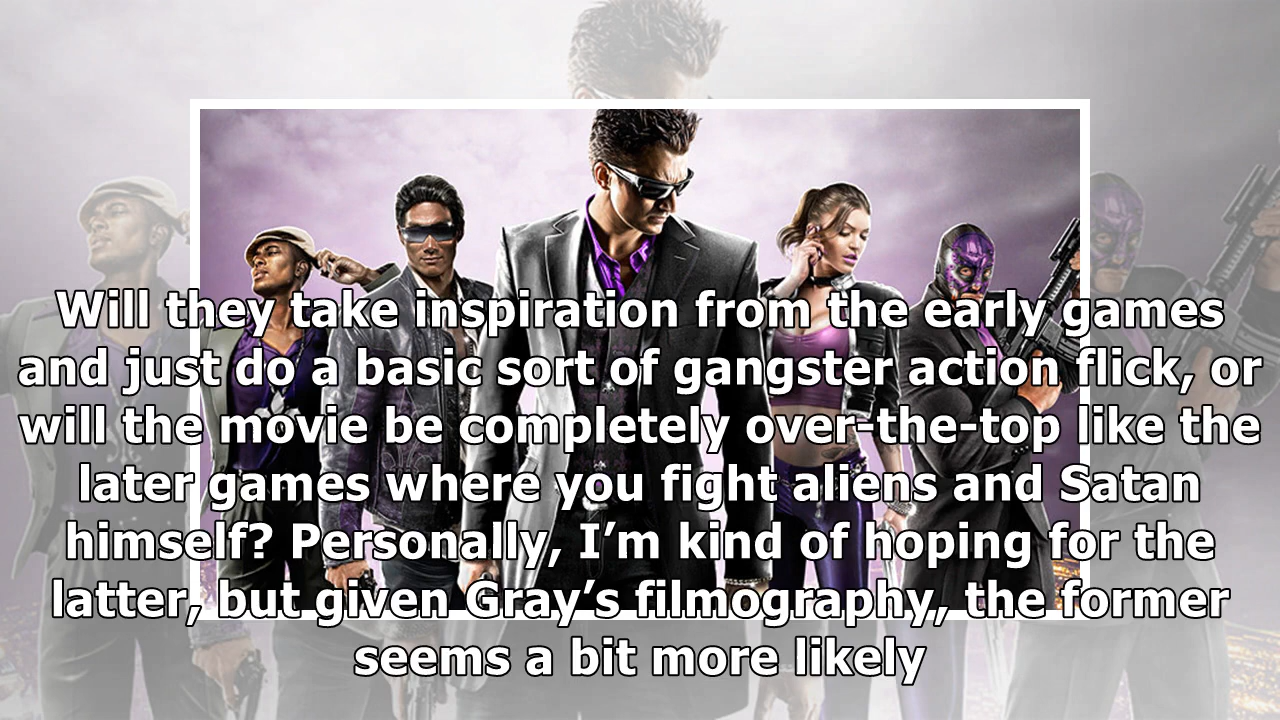 Will they take inspiration from the early games
and just do a basic sort of gangster action flick, or
will the movie be completely over-the-top like the
later games where you fight aliens and Satan
himself? Personally, I’m kind of hoping for the
latter, but given Gray’s filmography, the former
seems a bit more likely